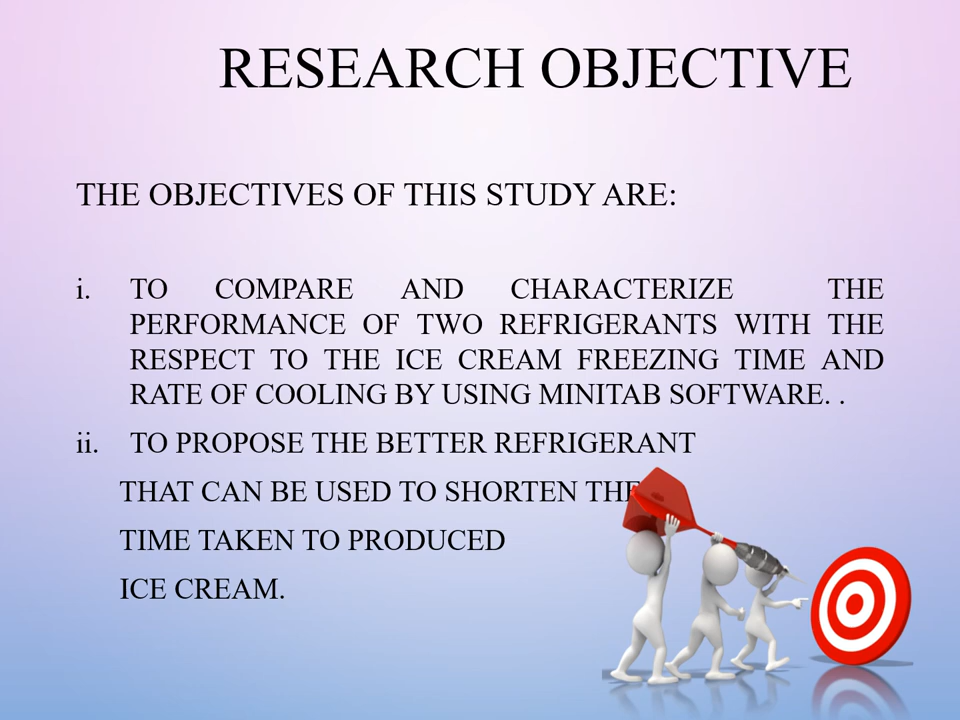 RESEARCH OBJECTIVE
THE OBJECTIVES OF THIS STUDY ARE:
i. TO COMPARE AND CHARACTERIZE THE
PERFORMANCE OF TWO REFRIGERANTS WITH THE
RESPECT TO THE ICE CREAM FREEZING TIME AND
RATE OF COOLING BY USING MINITAB SOFTWARE. .
ii. TO PROPOSE THE BETTER REFRIGERANT
THAT CAN BE USED TO SHORTEN THE
TIME TAKEN TO PRODUCED
ICE CREAM.